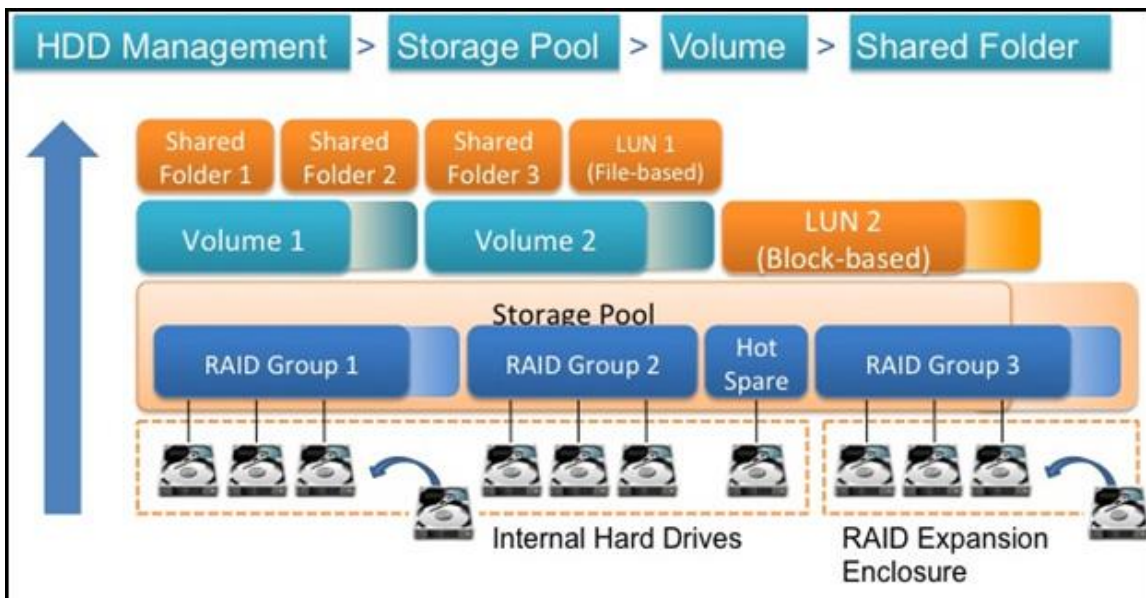 HDD Management > Storage Pool > Volume > Shared Folder
Shared
Folder 1
Shared
Folder 2
Shared
Folder 3
LUN 1
(File-based)
Volume 1
Volume 2
LUN 2
(Block-based)
Storage Pool
RAID Group 1
RAID Group 2
Hot
Spare
RAID Group 3
Internal Hard Drives
RAID Expansion
Enclosure